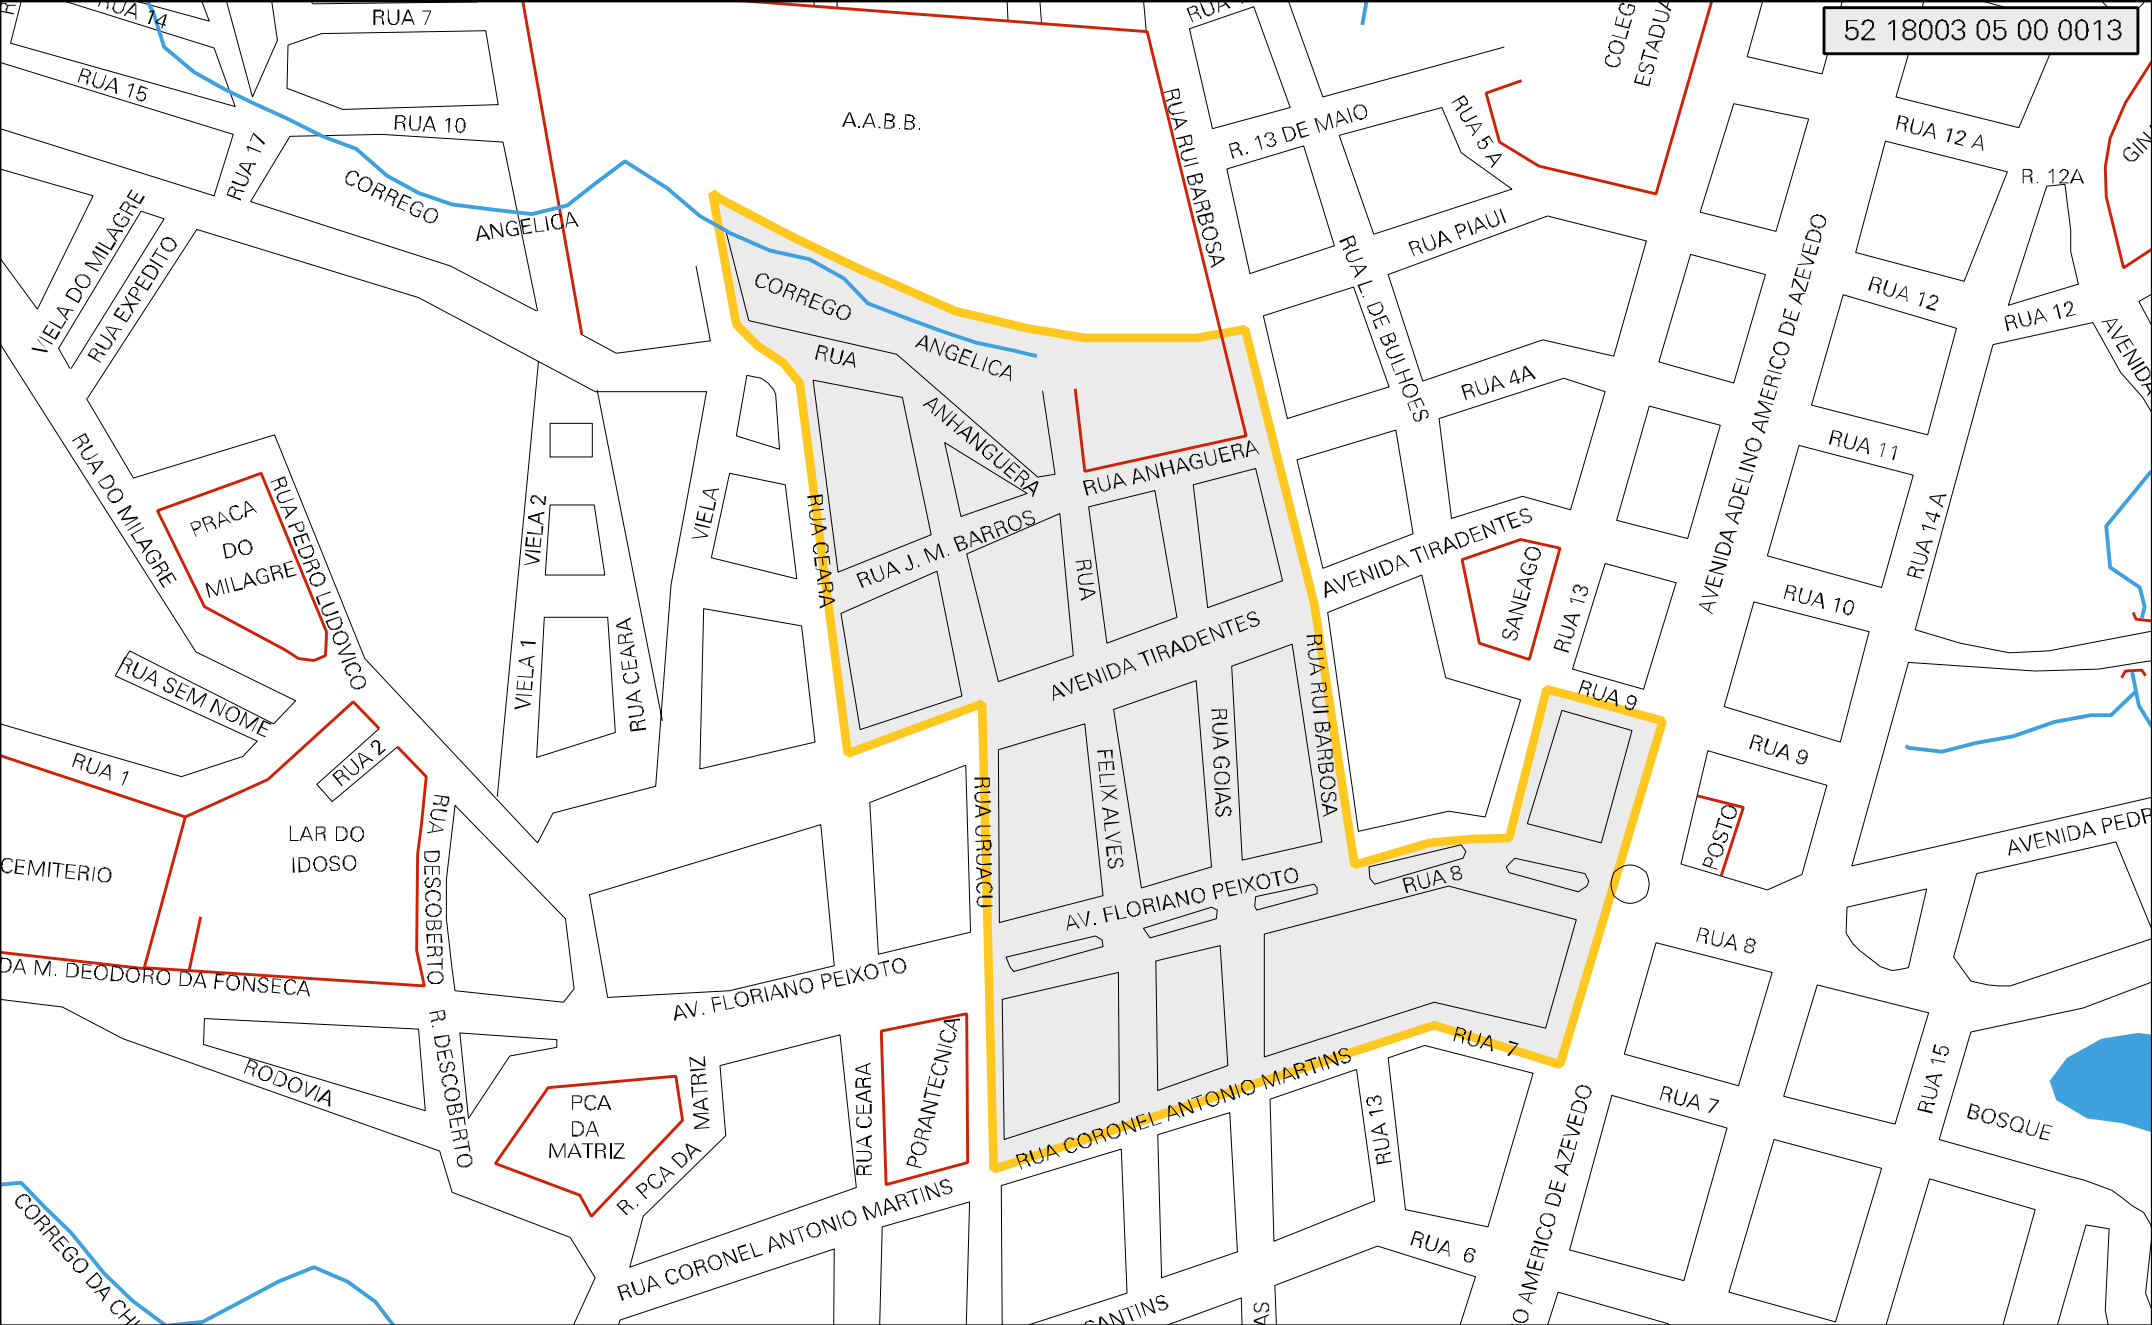 RUA 14
RUA 7
COLEG
ESTADUA
52 18003 05 00 0013
RUA 15
RUA 10
A.A.B.B.
RUA RUI BARBOSA
R. 13 DE MAIO
RUA 5 A
RUA 12 A
GIN
RUA 17
CORREGO
ANGELICA
R. 12A
VIELA DO MILAGRE
RUA EXPEDITO
RUA PIAUI
RUA L. DE BULHOES
AVENIDA ADELINO AMERICO DE AZEVEDO
RUA 12
RUA 12
AVENIDA
CORREGO
ANGELICA
RUA
ANHANGUERA
RUA 4A
RUA 11
RUA DO MILAGRE
PRACA
DO
MILAGRE
RUA PEDRO LUDOVICO
VIELA 2
VIELA
RUA CEARA
RUA ANHAGUERA
RUA J. M. BARROS
RUA
AVENIDA TIRADENTES
SANEAGO
RUA 13
RUA 14 A
RUA 10
RUA SEM NOME
VIELA 1
RUA CEARA
AVENIDA TIRADENTES
RUA RUI BARBOSA
RUA 9
RUA 9
RUA 1
RUA 2
RUA DESCOBERTO
RUA URUACU
FELIX ALVES
RUA GOIAS
POSTO
AVENIDA PEDR
LAR DO
IDOSO
CEMITERIO
AV. FLORIANO PEIXOTO
RUA 8
RUA 8
DA M. DEODORO DA FONSECA
AV. FLORIANO PEIXOTO
R. DESCOBERTO
RODOVIA
PCA
DA
MATRIZ
R. PCA DA MATRIZ
RUA CEARA
PORANTECNICA
RUA CORONEL ANTONIO MARTINS
RUA 7
RUA 13
RUA 7
RUA 15
BOSQUE
RUA CORONEL ANTONIO MARTINS
RUA 6
O AMERICO DE AZEVEDO
CORREGO DA CHI
CANTINS
AS